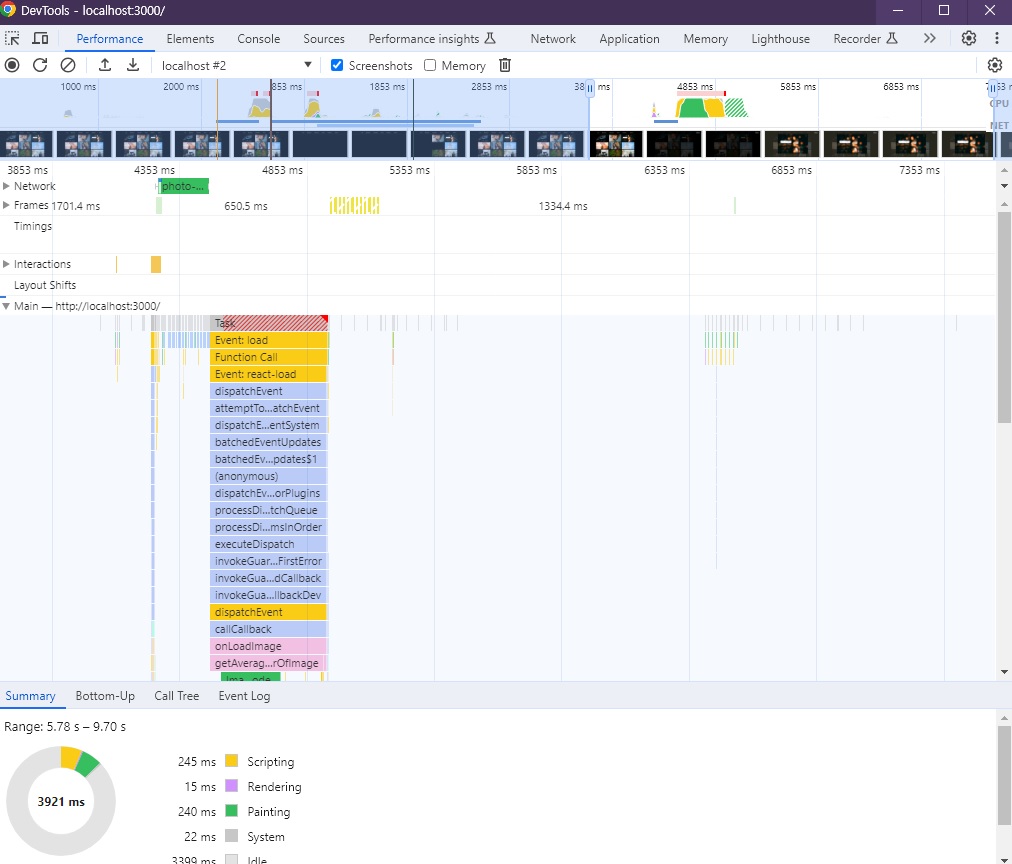 DevTools - localhost:3000/
Performance Elements Console Sources Performance insights Network Application Memory Lighthouse Recorder
localhost #2 Screenshots Memory
1000 ms 2000 ms 853 ms 1853 ms 2853 ms 38 ms 4853 ms 5853 ms 6853 ms
CPU
NET
3853 ms 4353 ms 4853 ms 5353 ms 5853 ms 6353 ms 6853 ms 7353 ms
Network photo-...
Frames 1701.4 ms 650.5 ms 1334.4 ms
Timings
Interactions
Layout Shifts
Main — http://localhost:3000/
Task
Event: load
Function Call
Event: react-load
dispatchEvent
attemptTo...atchEvent
dispatchE...entSystem
batchedEventUpdates
batchedEv...pdates$1
(anonymous)
dispatchEv...orPlugins
processDi...tchQueue
processDi...msInOrder
executeDispatch
invokeGuar...FirstError
invokeGua...dCallback
invokeGua...llbackDev
dispatchEvent
callCallback
onLoadImage
getAverag...rOfImage
Ima...ode
Summary Bottom-Up Call Tree Event Log
Range: 5.78 s – 9.70 s
245 ms Scripting
15 ms Rendering
3921 ms
240 ms Painting
22 ms System
3399 ms Idle